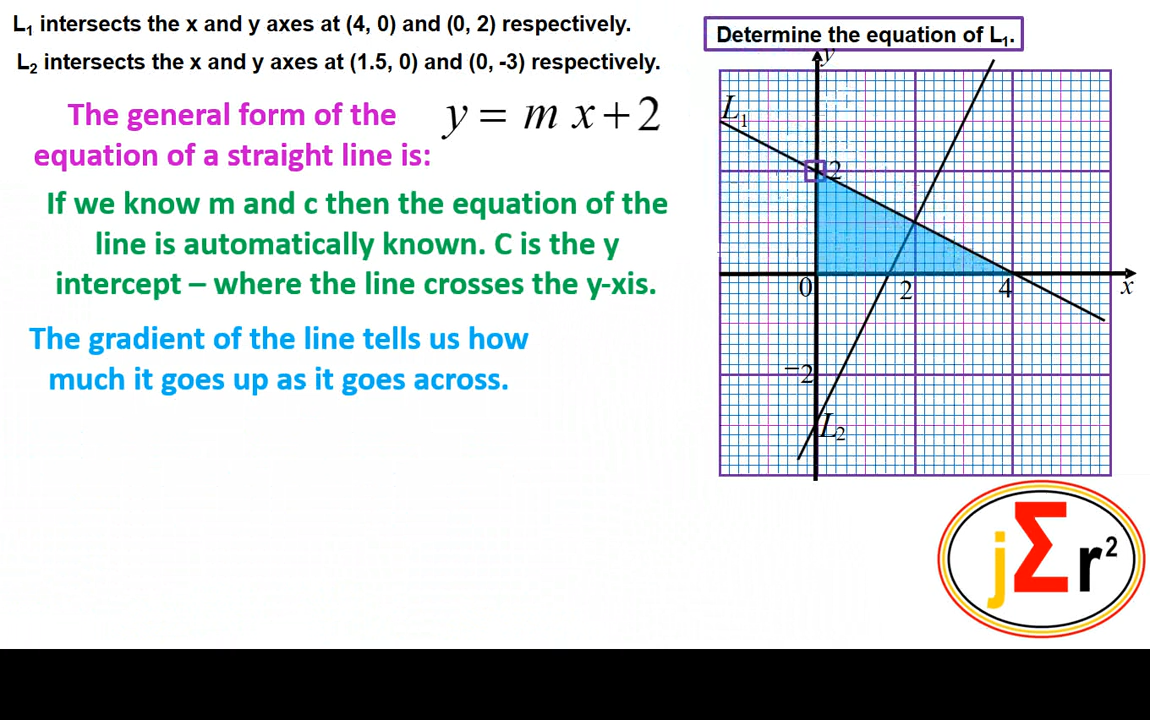 L₁ intersects the x and y axes at (4, 0) and (0, 2) respectively.
L₂ intersects the x and y axes at (1.5, 0) and (0, -3) respectively.
The general form of the
equation of a straight line is:
y = m x + 2
If we know m and c then the equation of the
line is automatically known. C is the y
intercept – where the line crosses the y-xis.
The gradient of the line tells us how
much it goes up as it goes across.
Determine the equation of L₁.
y
L₁
2
0
2
4
x
−2
L₂
jΣr²